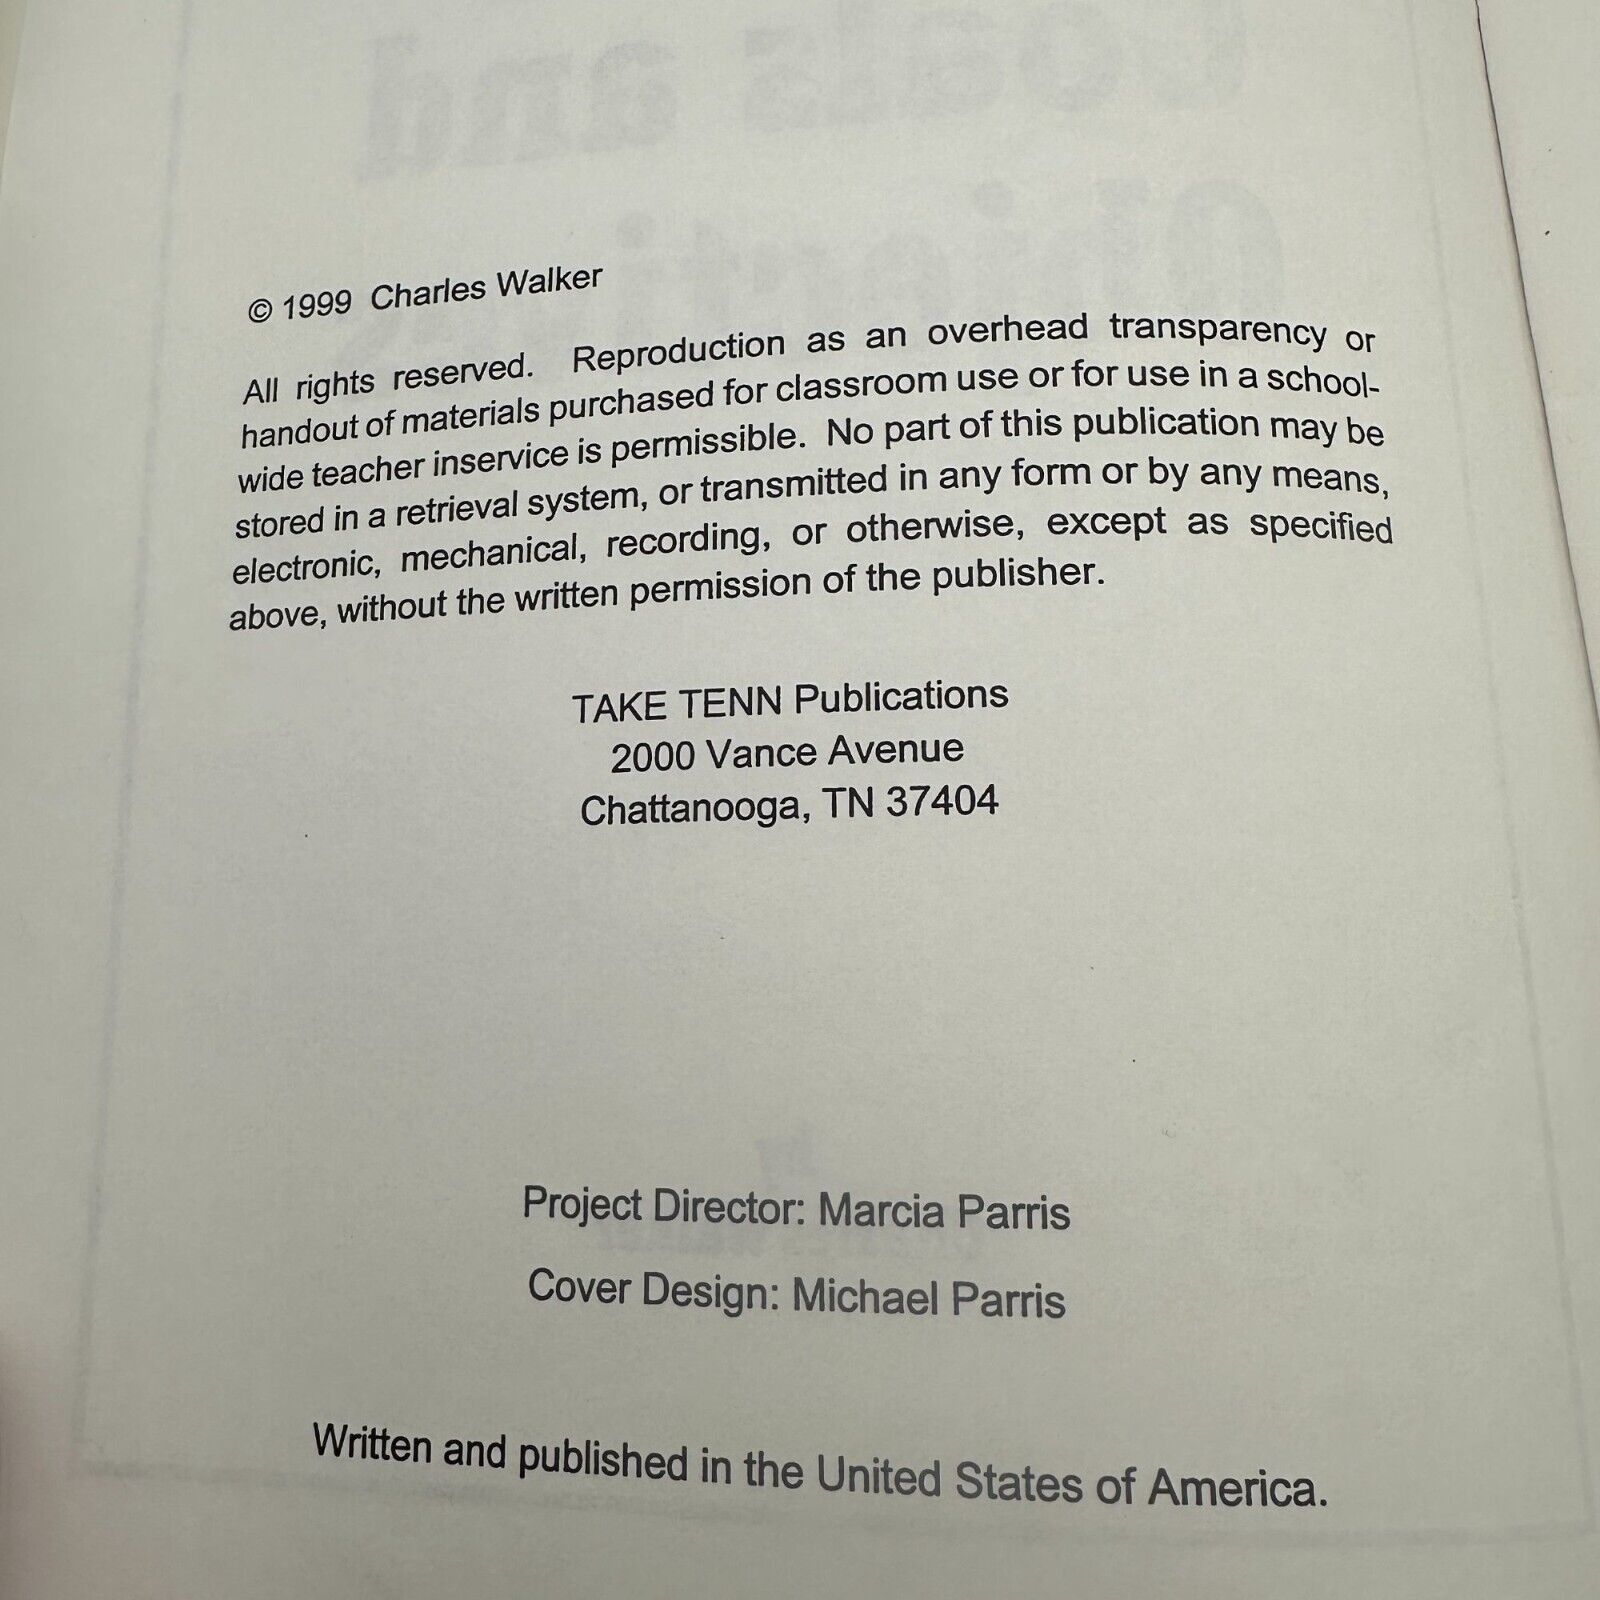 © 1999 Charles Walker
All rights reserved. Reproduction as an overhead transparency or
handout of materials purchased for classroom use or for use in a school-
wide teacher inservice is permissible. No part of this publication may be
stored in a retrieval system, or transmitted in any form or by any means,
electronic, mechanical, recording, or otherwise, except as specified
above, without the written permission of the publisher.
TAKE TENN Publications
2000 Vance Avenue
Chattanooga, TN 37404
Project Director: Marcia Parris
Cover Design: Michael Parris
Written and published in the United States of America.